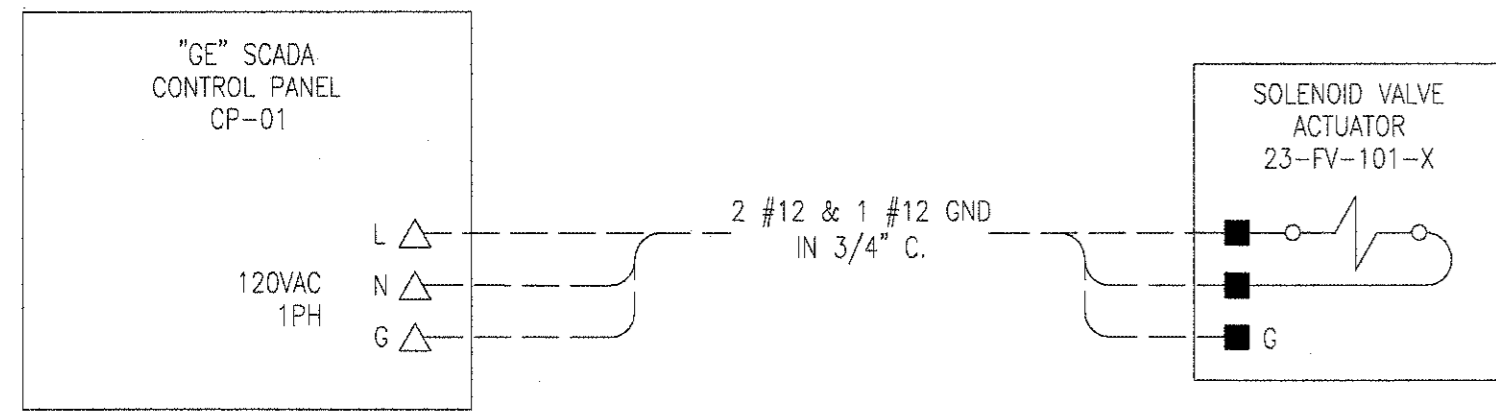 "GE" SCADA
CONTROL PANEL
CP-01
SOLENOID VALVE
ACTUATOR
23-FV-101-X
2 #12 & 1 #12 GND
IN 3/4" C.
L
120VAC
1PH
N
G
G